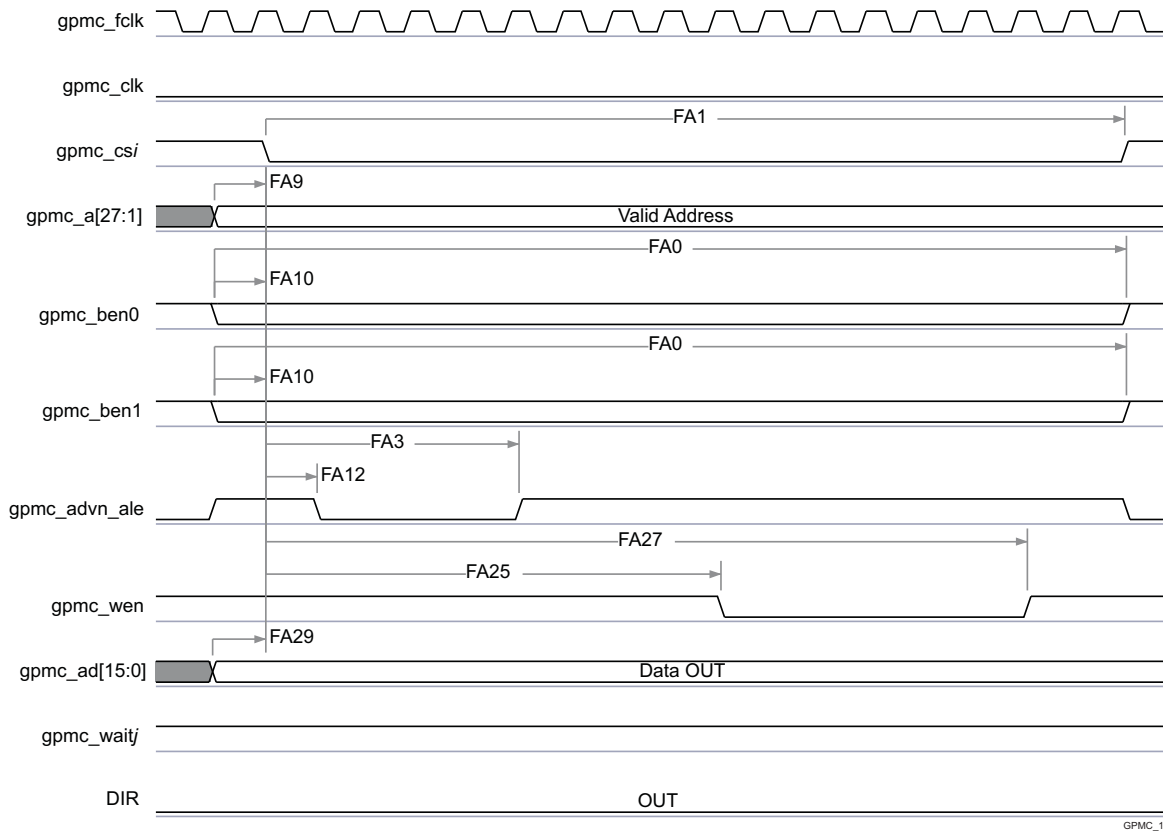 gpmc_fclk
gpmc_clk
FA1
gpmc_csi
FA9
gpmc_a[27:1]
Valid Address
FA0
FA10
gpmc_ben0
FA0
FA10
gpmc_ben1
FA3
FA12
gpmc_advn_ale
FA27
FA25
gpmc_wen
FA29
gpmc_ad[15:0]
Data OUT
gpmc_waitj
DIR
OUT
GPMC_1